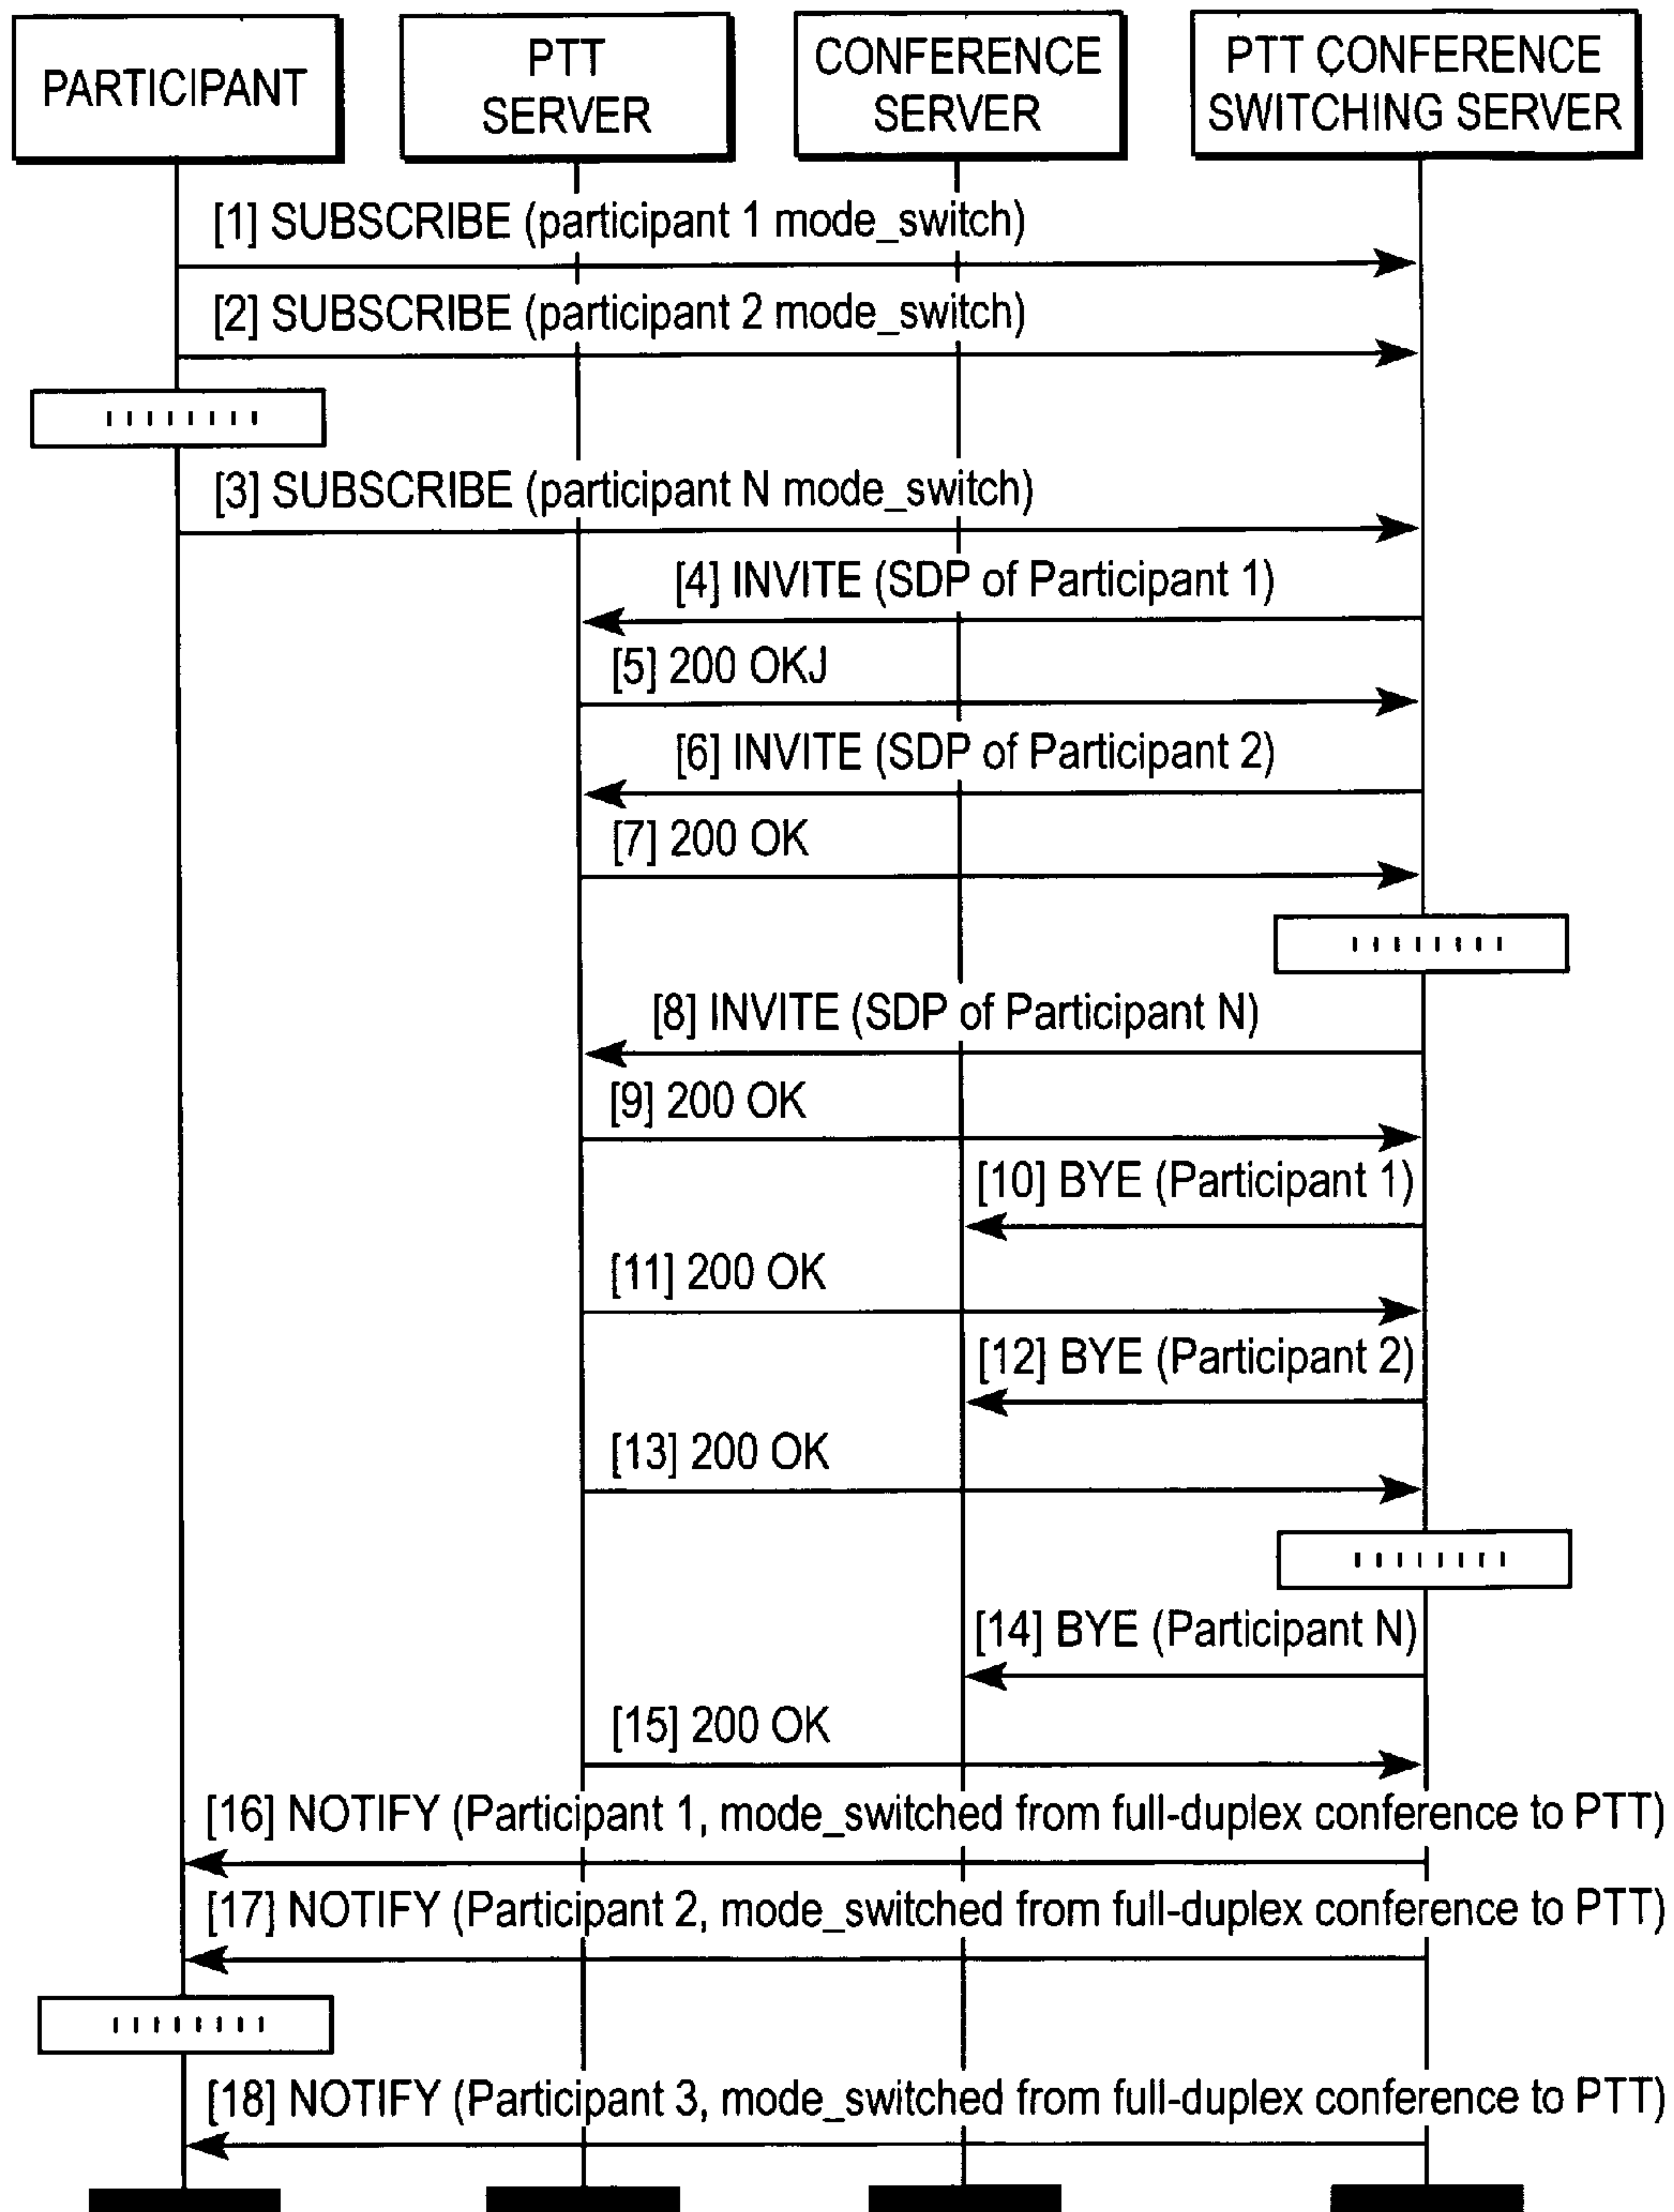 PARTICIPANT
PTT
SERVER
CONFERENCE
SERVER
PTT CONFERENCE
SWITCHING SERVER
[1] SUBSCRIBE (participant 1 mode_switch)
[2] SUBSCRIBE (participant 2 mode_switch)
[3] SUBSCRIBE (participant N mode_switch)
[4] INVITE (SDP of Participant 1)
[5] 200 OKJ
[6] INVITE (SDP of Participant 2)
[7] 200 OK
[8] INVITE (SDP of Participant N)
[9] 200 OK
[10] BYE (Participant 1)
[11] 200 OK
[12] BYE (Participant 2)
[13] 200 OK
[14] BYE (Participant N)
[15] 200 OK
[16] NOTIFY (Participant 1, mode_switched from full-duplex conference to PTT)
[17] NOTIFY (Participant 2, mode_switched from full-duplex conference to PTT)
[18] NOTIFY (Participant 3, mode_switched from full-duplex conference to PTT)